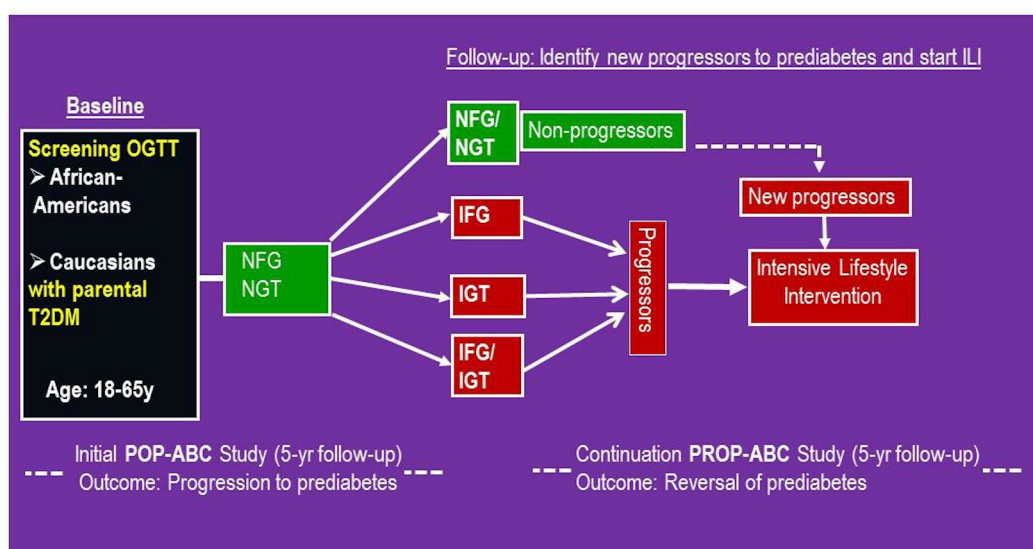 Follow-up: Identify new progressors to prediabetes and start ILI
Baseline
Screening OGTT
➢ African-
Americans
➢ Caucasians
with parental
T2DM
Age: 18-65y
NFG
NGT
NFG/
NGT
Non-progressors
IFG
IGT
IFG/
IGT
Progressors
New progressors
Intensive Lifestyle
Intervention
Initial POP-ABC Study (5-yr follow-up)
Outcome: Progression to prediabetes
Continuation PROP-ABC Study (5-yr follow-up)
Outcome: Reversal of prediabetes